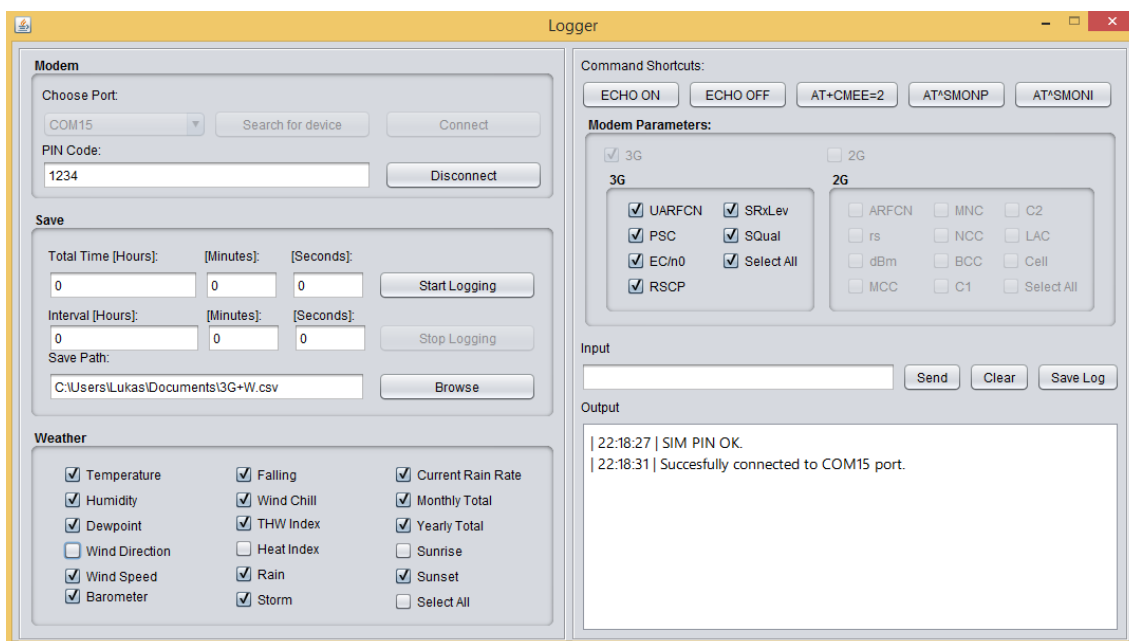 Logger
Modem
Choose Port:
COM15 Search for device Connect
PIN Code:
1234 Disconnect
Save
Total Time [Hours]: [Minutes]: [Seconds]:
0 0 0 Start Logging
Interval [Hours]: [Minutes]: [Seconds]:
0 0 0 Stop Logging
Save Path:
C:\Users\Lukas\Documents\3G+W.csv Browse
Weather
Temperature Falling Current Rain Rate
Humidity Wind Chill Monthly Total
Dewpoint THW Index Yearly Total
Wind Direction Heat Index Sunrise
Wind Speed Rain Sunset
Barometer Storm Select All
Command Shortcuts:
ECHO ON ECHO OFF AT+CMEE=2 AT^SMONP AT^SMONI
Modem Parameters:
3G 2G
3G 2G
UARFCN SRxLev ARFCN MNC C2
PSC SQual rs NCC LAC
EC/n0 Select All dBm BCC Cell
RSCP MCC C1 Select All
Input
Send Clear Save Log
Output
| 22:18:27 | SIM PIN OK.
| 22:18:31 | Succesfully connected to COM15 port.